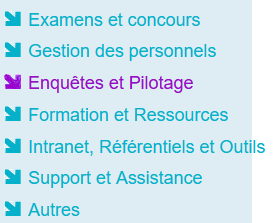 Examens et concours
Gestion des personnels
Enquêtes et Pilotage
Formation et Ressources
Intranet, Référentiels et Outils
Support et Assistance
Autres